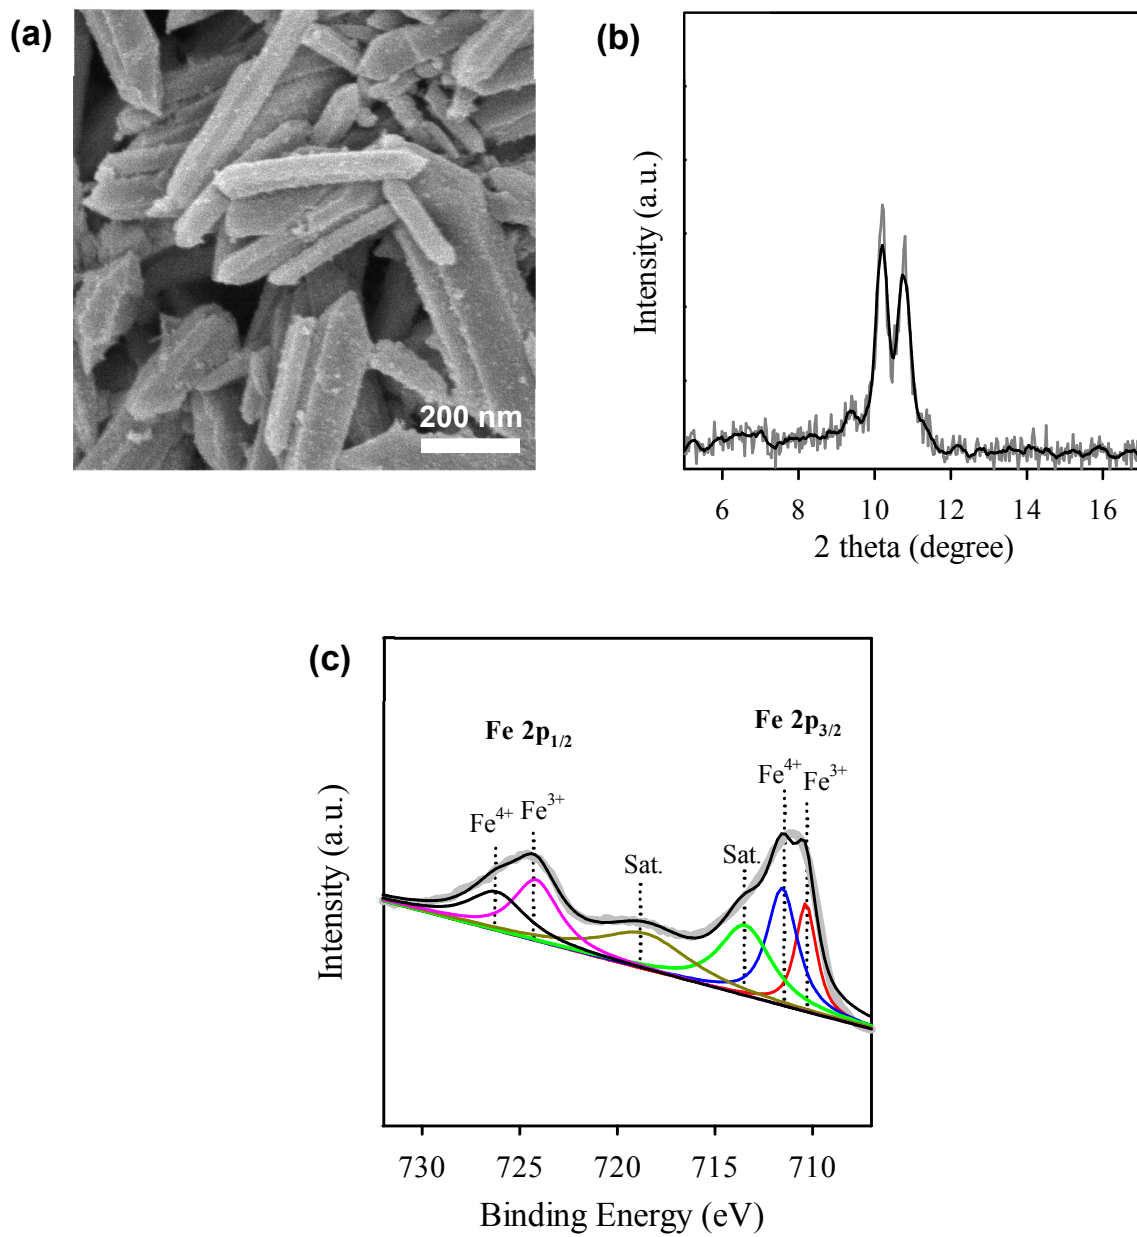 (a)
200 nm
(b)
Intensity (a.u.)
6 8 10 12 14 16
2 theta (degree)
(c)
Fe 2p1/2
Fe 2p3/2
Fe4+ Fe3+
Fe4+ Fe3+
Sat.
Sat.
Intensity (a.u.)
730 725 720 715 710
Binding Energy (eV)